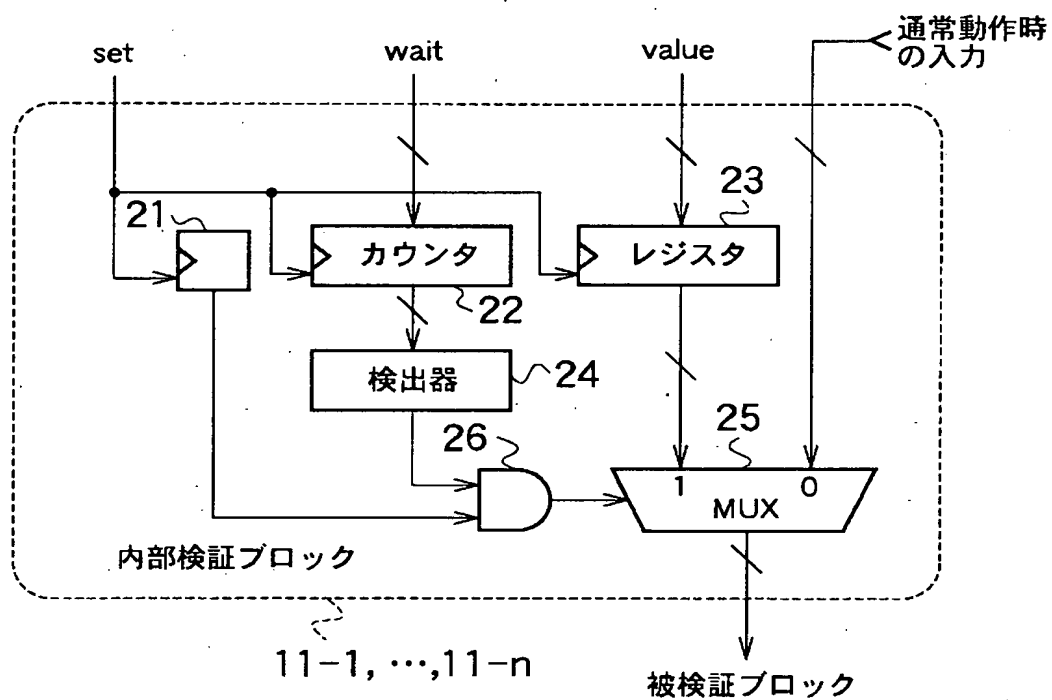 set
wait
value
通常動作時
の入力
21
カウンタ
22
23
レジスタ
検出器
24
25
26
1
0
MUX
内部検証ブロック
11-1, …,11-n
被検証ブロック